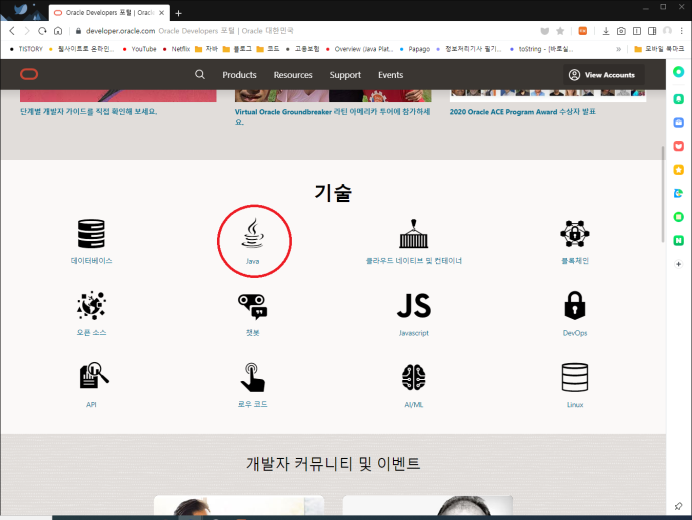 Oracle Developers 포털 | Oracle
developer.oracle.com Oracle Developers 포털 | Oracle 대한민국
TISTORY 웹사이트로 온라인... YouTube Netflix 자바 블로그 코드 고용보험 Overview (Java Plat... Papago 정보처리기사 필기... toString - [바로실... » 모바일 북마크
Products Resources Support Events View Accounts
단계별 개발자 가이드를 직접 확인해 보세요. Virtual Oracle Groundbreaker 라틴 아메리카 투어에 참가하세 2020 Oracle ACE Program Award 수상자 발표
요.
기술
데이터베이스 Java 클라우드 네이티브 및 컨테이너 블록체인
JS
오픈 소스 챗봇 Javascript DevOps
API 로우 코드 AI/ML Linux
개발자 커뮤니티 및 이벤트